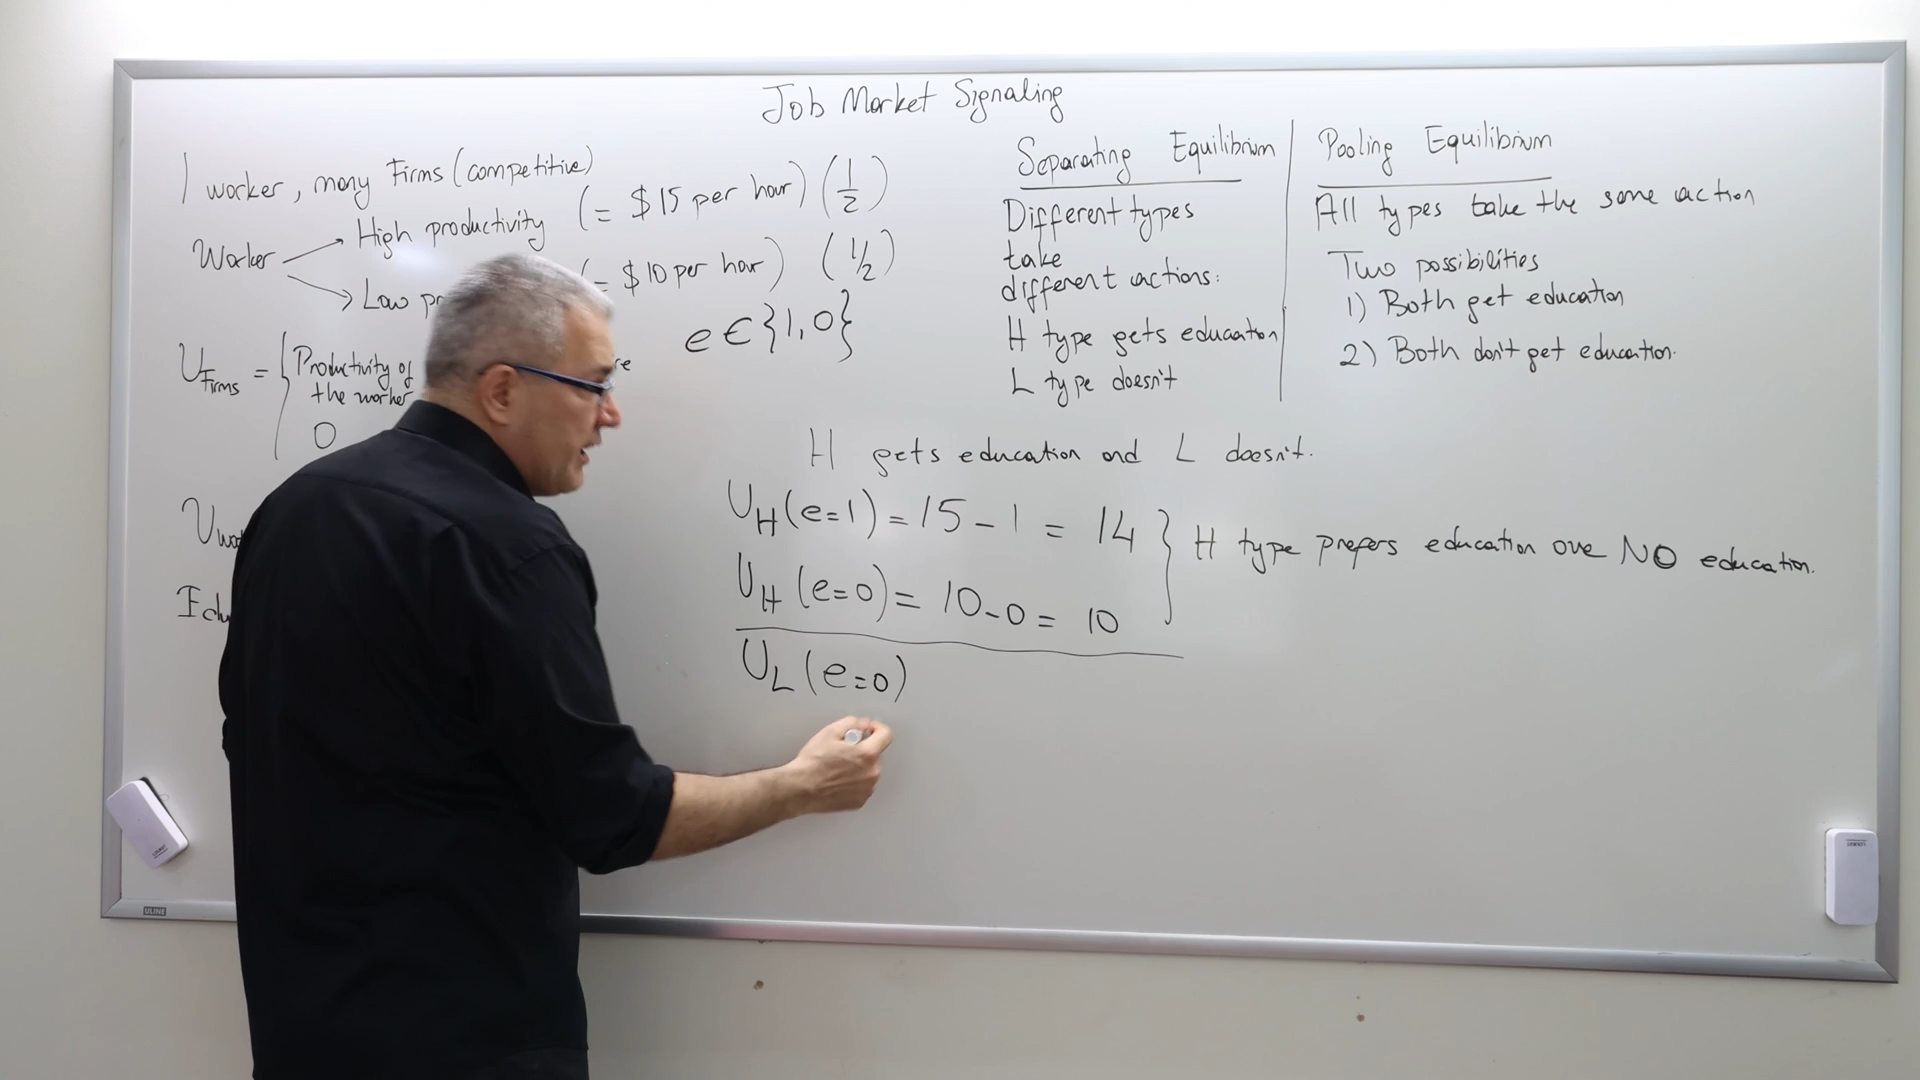 Job Market Signaling
1 worker, many Firms (competitive)
Worker
High productivity (= $15 per hour) (1/2)
Low (= $10 per hour) (1/2)
e ∈ {1, 0}
U Firms = { Productivity of
the worker
0
Separating Equilibrium
Different types
take
different actions:
H type gets education
L type doesn't
Pooling Equilibrium
All types take the same action
Two possibilities
1) Both get education
2) Both don't get education.
H gets education and L doesn't.
U_H (e=1) = 15 - 1 = 14
U_H (e=0) = 10 - 0 = 10
} H type prefers education ove NO education.
U_L (e=0)
ULINE